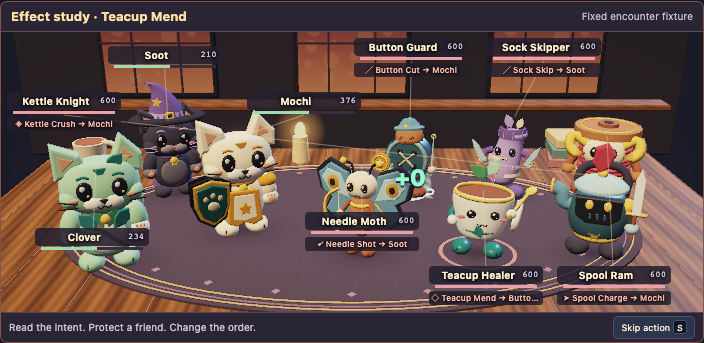 Effect study · Teacup Mend
Fixed encounter fixture
Soot 210
Button Guard 600
Button Cut → Mochi
Sock Skipper 600
Sock Skip → Soot
Kettle Knight 600
Kettle Crush → Mochi
Mochi 376
+0
Clover 234
Needle Moth 600
Needle Shot → Soot
Teacup Healer 600
Teacup Mend → Butto...
Spool Ram 600
Spool Charge → Mochi
Read the intent. Protect a friend. Change the order.
Skip action S